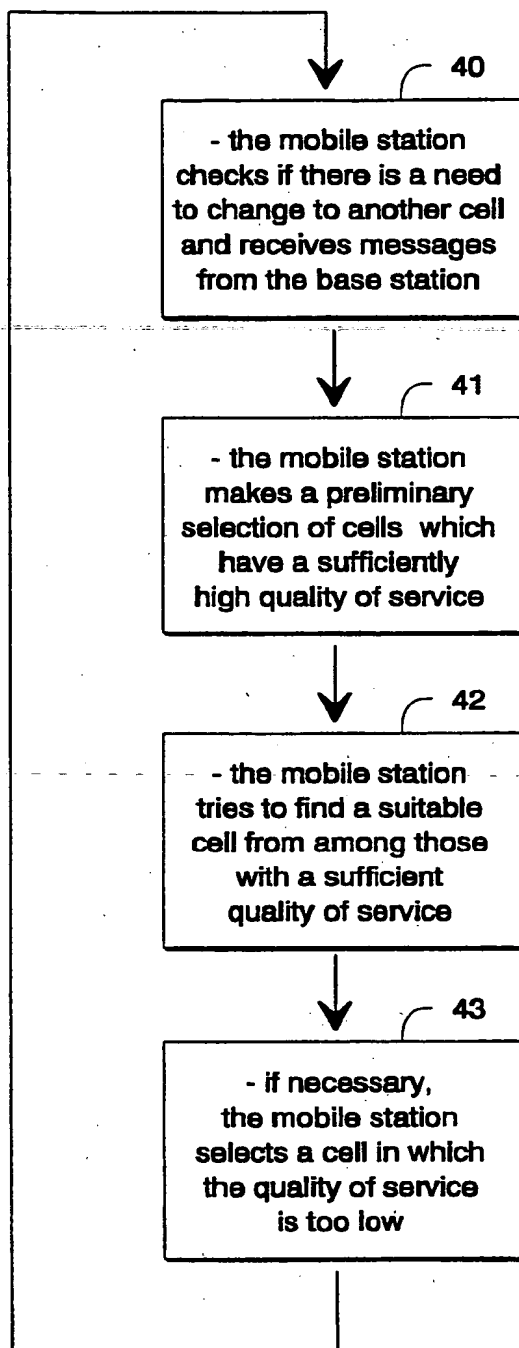 40
- the mobile station
checks if there is a need
to change to another cell
and receives messages
from the base station
41
- the mobile station
makes a preliminary
selection of cells which
have a sufficiently
high quality of service
42
- the mobile station
tries to find a suitable
cell from among those
with a sufficient
quality of service
43
- if necessary,
the mobile station
selects a cell in which
the quality of service
is too low